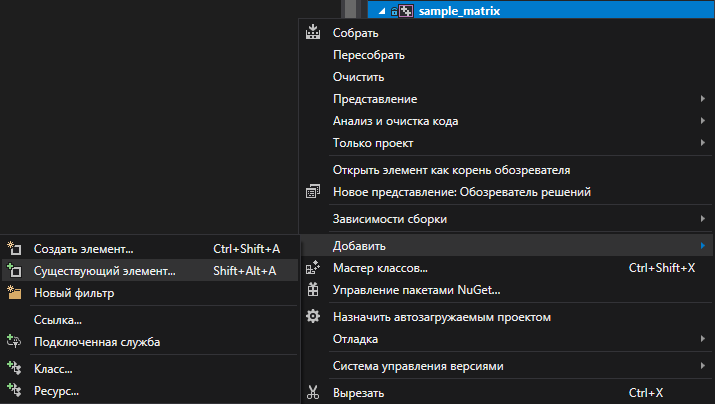 sample_matrix
Собрать
Пересобрать
Очистить
Представление
Анализ и очистка кода
Только проект
Открыть элемент как корень обозревателя
Новое представление: Обозреватель решений
Зависимости сборки
Добавить
Мастер классов... Ctrl+Shift+X
Управление пакетами NuGet...
Назначить автозагружаемым проектом
Отладка
Система управления версиями
Вырезать Ctrl+X
Создать элемент... Ctrl+Shift+A
Существующий элемент... Shift+Alt+A
Новый фильтр
Ссылка...
Подключенная служба
Класс...
Ресурс...